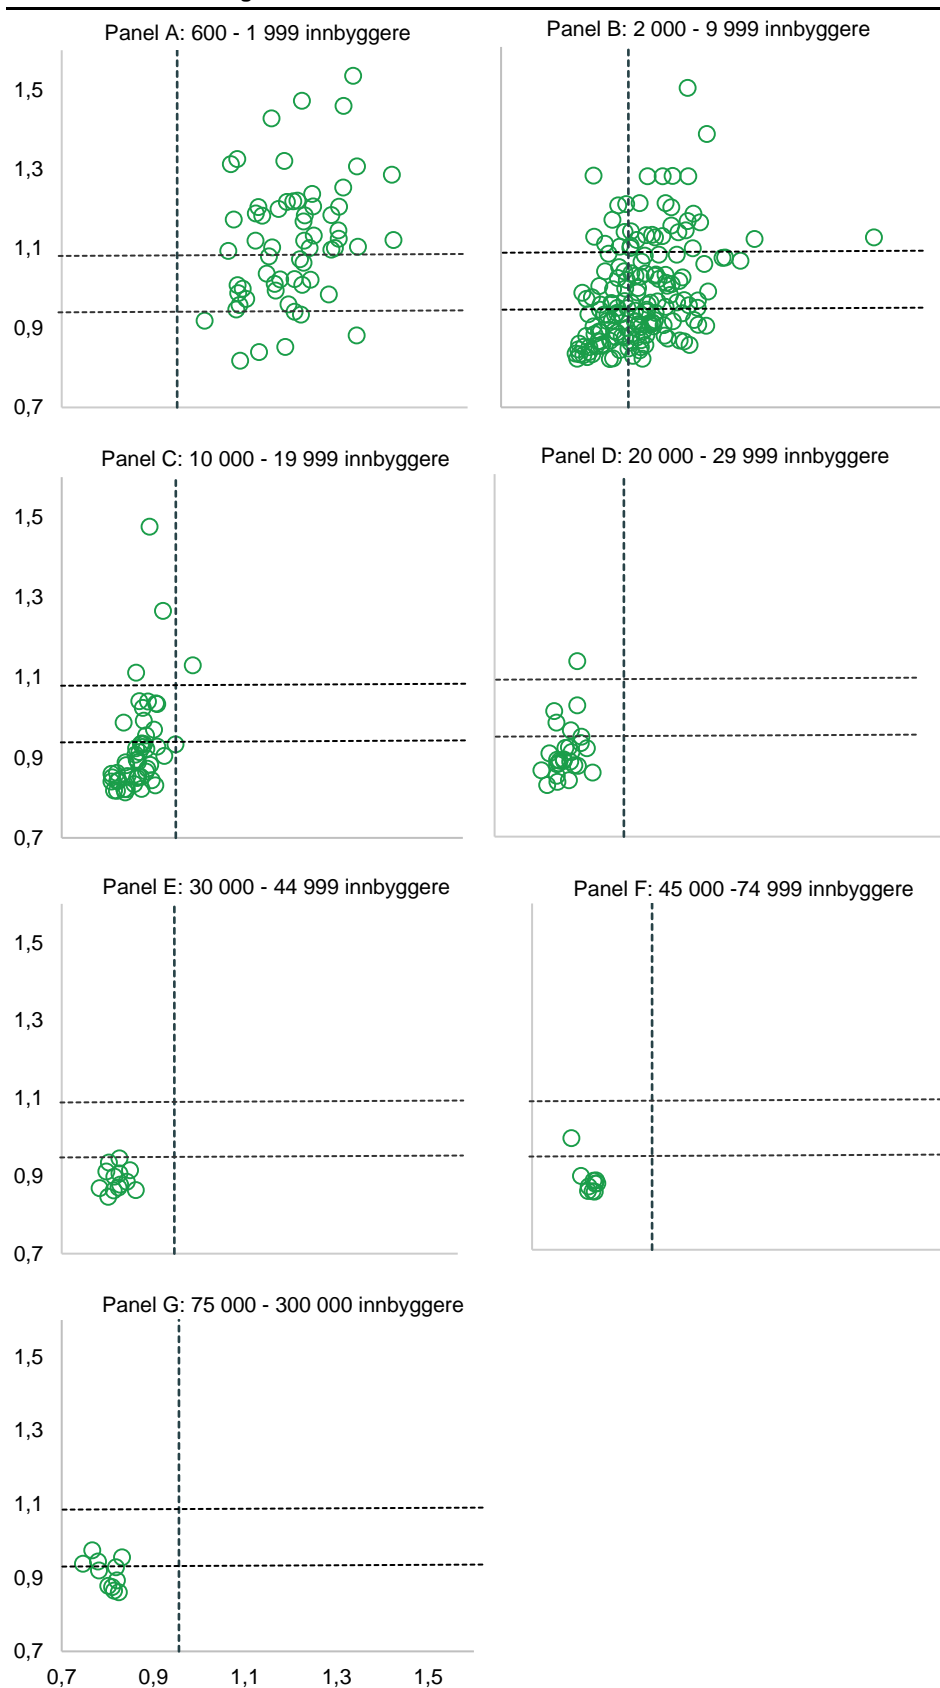 Panel A: 600 - 1 999 innbyggere
Panel B: 2 000 - 9 999 innbyggere
1,5
1,3
1,1
0,9
0,7
Panel C: 10 000 - 19 999 innbyggere
Panel D: 20 000 - 29 999 innbyggere
1,5
1,3
1,1
0,9
0,7
Panel E: 30 000 - 44 999 innbyggere
Panel F: 45 000 -74 999 innbyggere
1,5
1,3
1,1
0,9
0,7
Panel G: 75 000 - 300 000 innbyggere
1,5
1,3
1,1
0,9
0,7
0,7 0,9 1,1 1,3 1,5